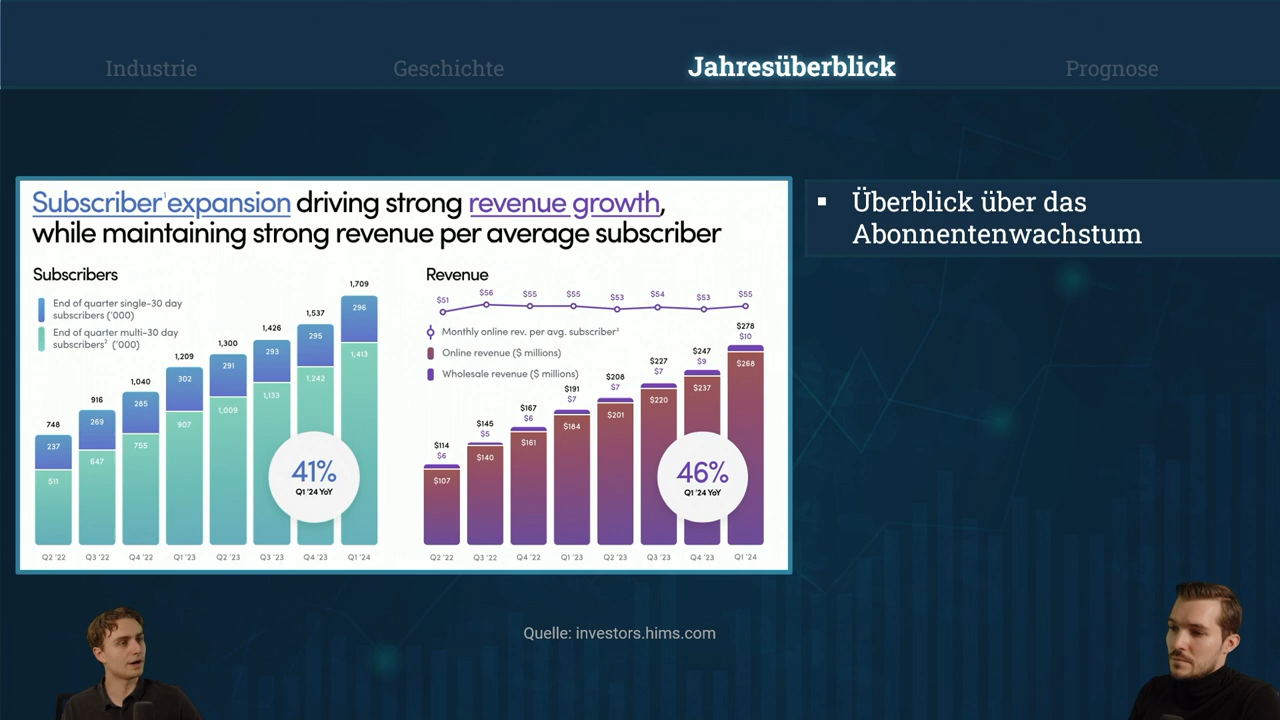 Industrie
Geschichte
Jahresüberblick
Prognose
Subscriber¹ expansion driving strong revenue growth,
while maintaining strong revenue per average subscriber
Subscribers
End of quarter single-30 day
subscribers ('000)
End of quarter multi-30 day
subscribers² ('000)
748
916
1,040
1,209
1,300
1,426
1,537
1,709
237
269
285
302
291
293
295
296
511
647
755
907
1,009
1,133
1,242
1,413
41%
Q1 '24 YoY
Q2 '22
Q3 '22
Q4 '22
Q1 '23
Q2 '23
Q3 '23
Q4 '23
Q1 '24
Revenue
$51
$56
$55
$55
$53
$54
$53
$55
Monthly online rev. per avg. subscriber²
Online revenue ($ millions)
Wholesale revenue ($ millions)
$114
$6
$107
$145
$5
$140
$167
$6
$161
$191
$7
$184
$208
$7
$201
$227
$7
$220
$247
$9
$237
$278
$10
$268
46%
Q1 '24 YoY
Q2 '22
Q3 '22
Q4 '22
Q1 '23
Q2 '23
Q3 '23
Q4 '23
Q1 '24
▪ Überblick über das
Abonnentenwachstum
Quelle: investors.hims.com